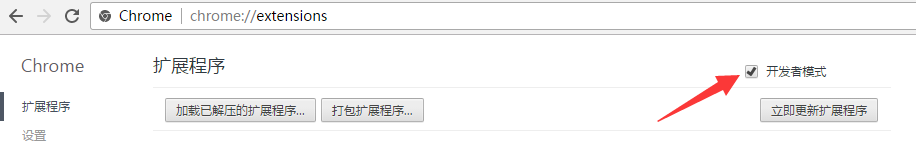 Chrome chrome://extensions
Chrome 扩展程序 开发者模式
扩展程序 加载已解压的扩展程序... 打包扩展程序... 立即更新扩展程序
设置